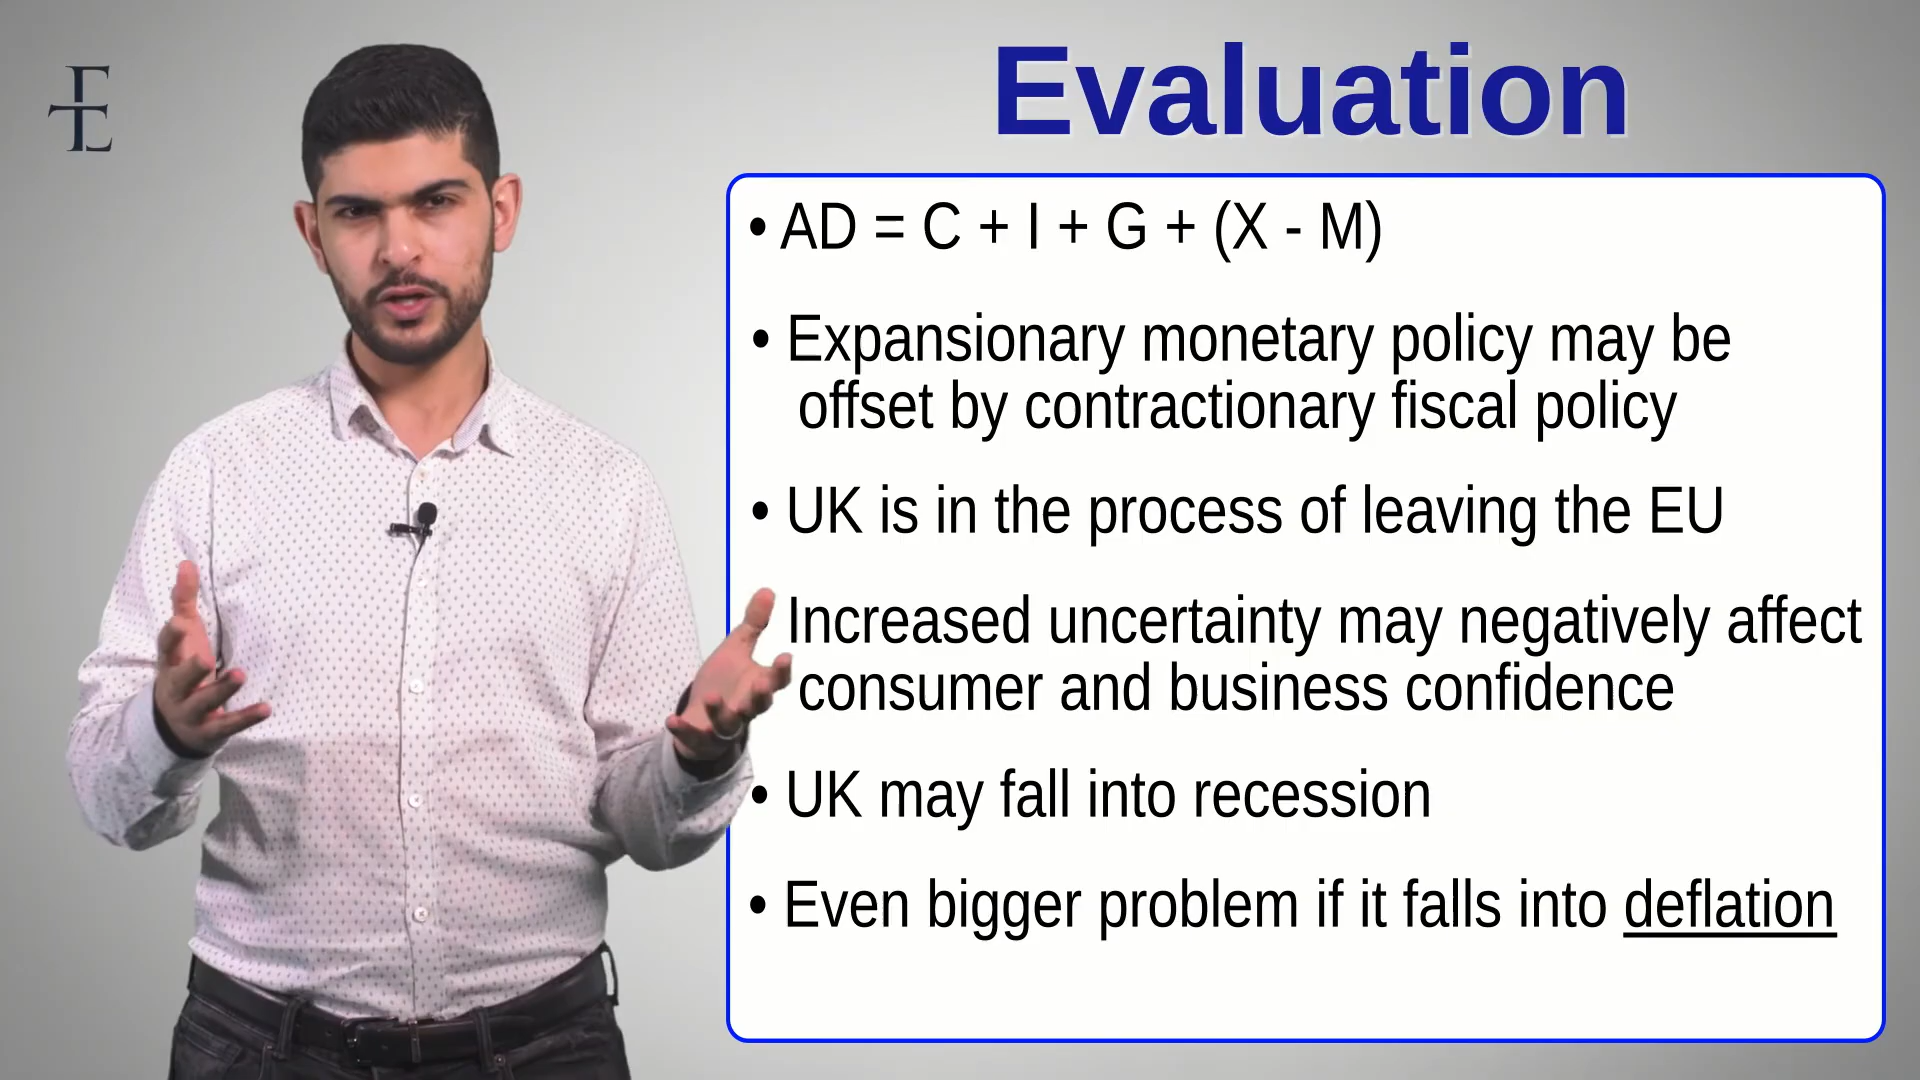 Evaluation
• AD = C + I + G + (X - M)
• Expansionary monetary policy may be
offset by contractionary fiscal policy
• UK is in the process of leaving the EU
Increased uncertainty may negatively affect
consumer and business confidence
• UK may fall into recession
• Even bigger problem if it falls into deflation